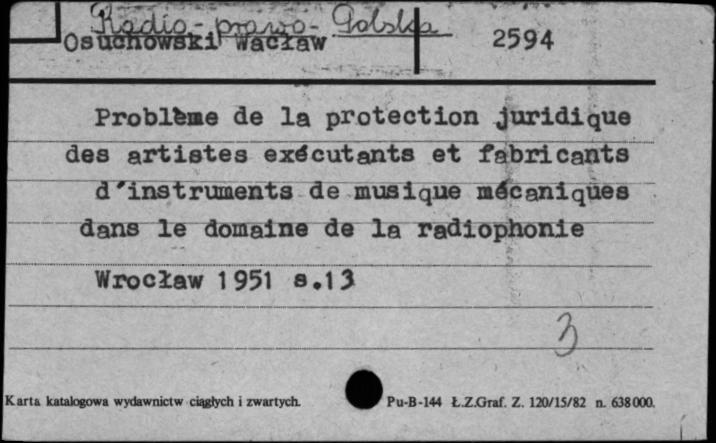 Radio - prawo - Polska
Osuchowski Wacław 2594
Problème de la protection juridique
des artistes exécutants et fabricants
d'instruments de musique mécaniques
dans le domaine de la radiophonie
Wrocław 1951 s.13
3
Karta katalogowa wydawnictw ciągłych i zwartych. Pu-B-144 Ł.Z.Graf. Z. 120/15/82 n. 638000.